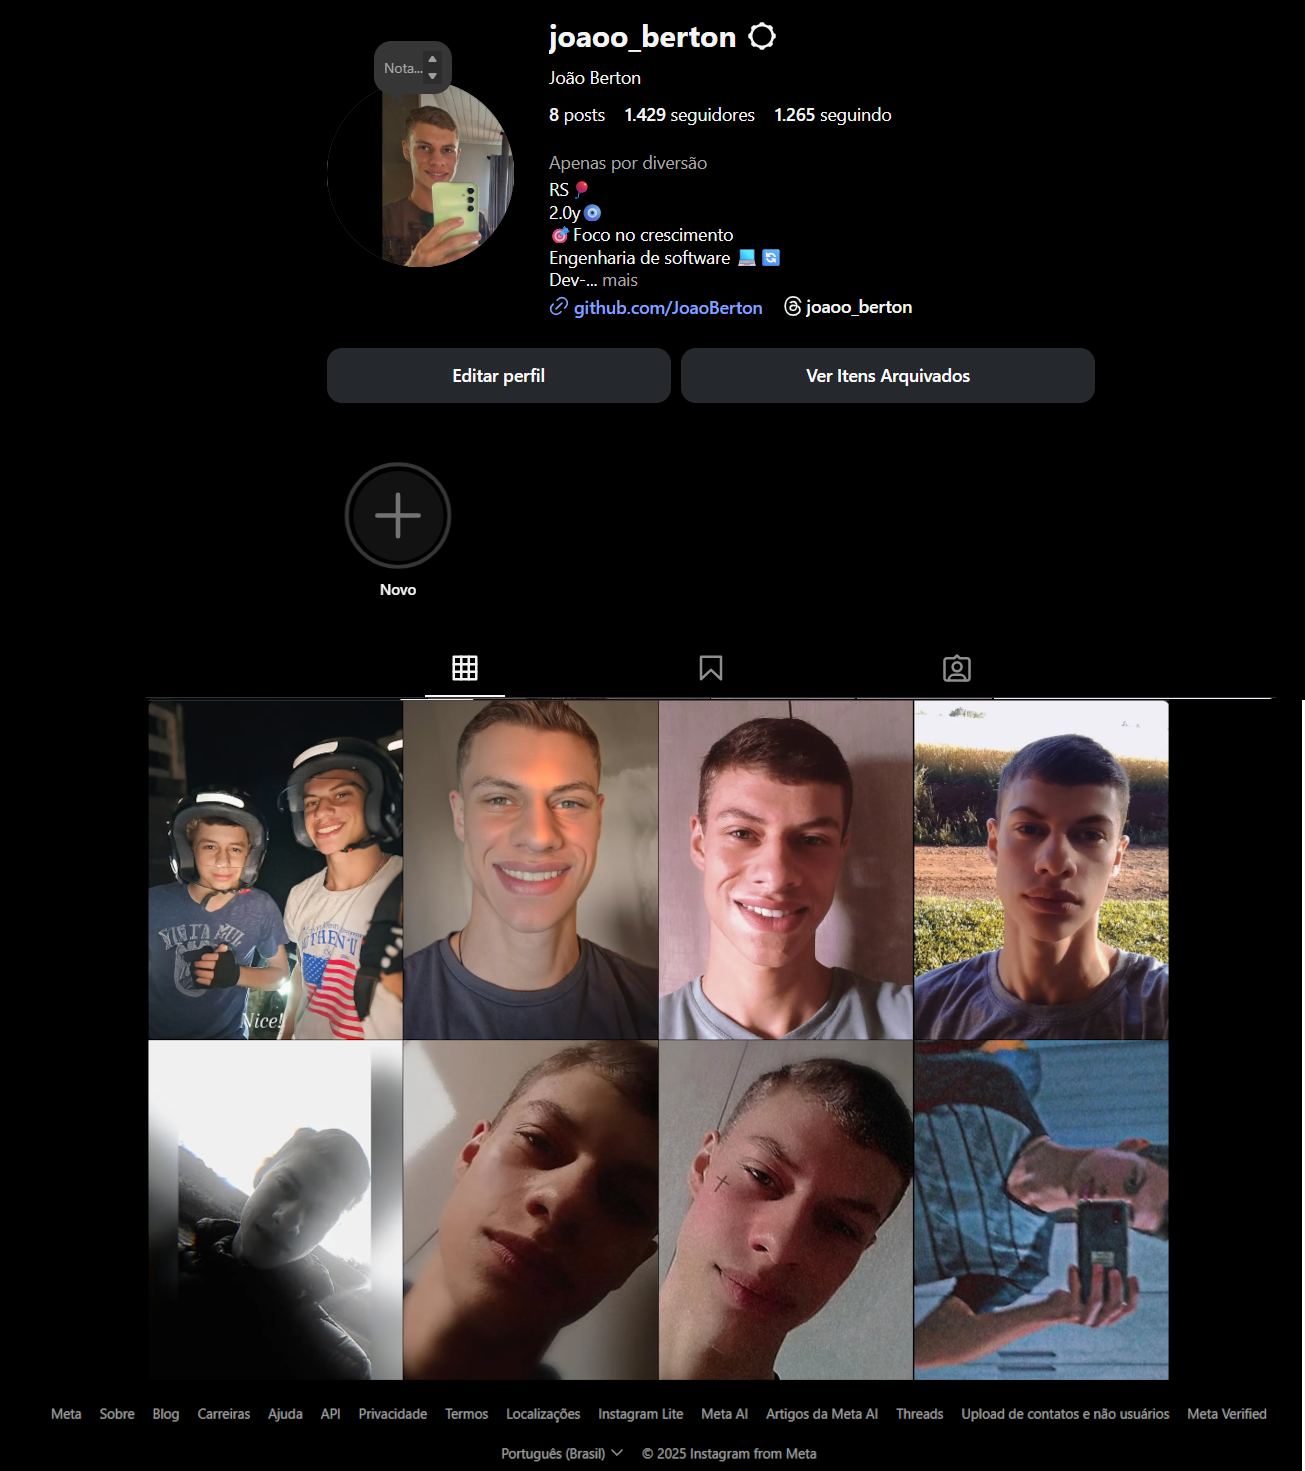 joaoo_berton
Nota...
João Berton
8 posts 1.429 seguidores 1.265 seguindo
Apenas por diversão
RS🎈
2.0y🧿
🎯Foco no crescimento
Engenharia de software 💻🔄
Dev-... mais
github.com/JoaoBerton joaoo_berton
Editar perfil Ver Itens Arquivados
Novo
Nice!
Meta Sobre Blog Carreiras Ajuda API Privacidade Termos Localizações Instagram Lite Meta AI Artigos da Meta AI Threads Upload de contatos e não usuários Meta Verified
Português (Brasil) © 2025 Instagram from Meta